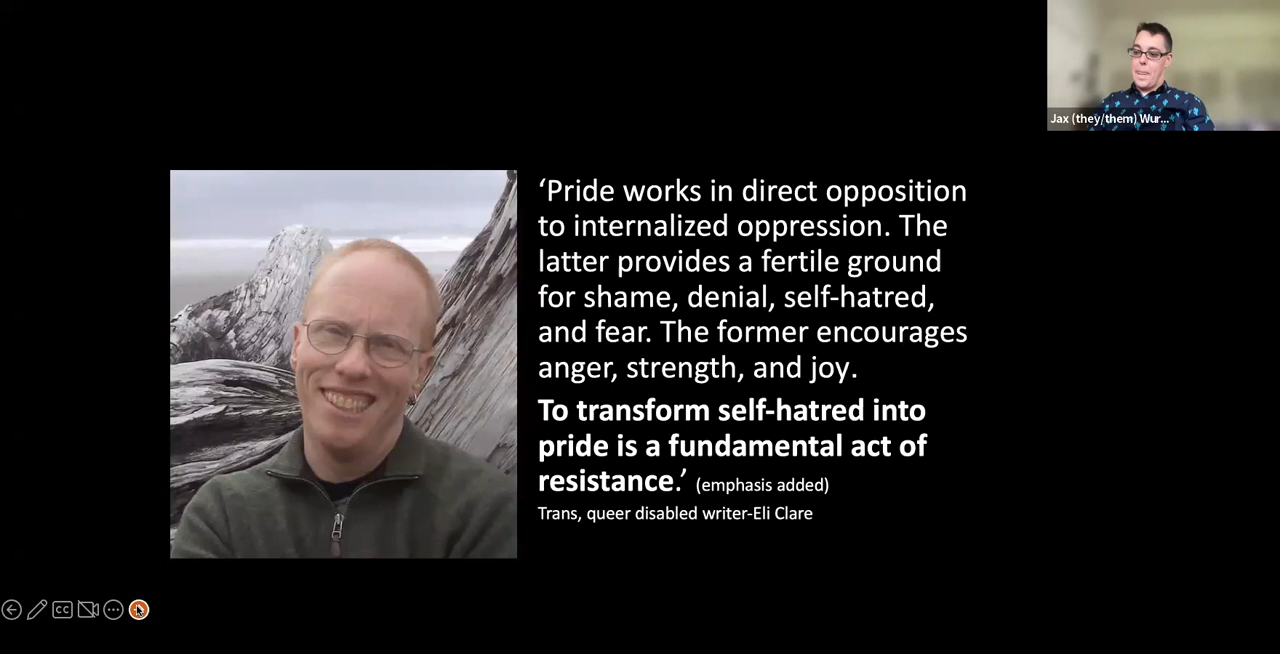 Jax (they/them) Wur...
‘Pride works in direct opposition
to internalized oppression. The
latter provides a fertile ground
for shame, denial, self-hatred,
and fear. The former encourages
anger, strength, and joy.
To transform self-hatred into
pride is a fundamental act of
resistance.’ (emphasis added)
Trans, queer disabled writer-Eli Clare
CC